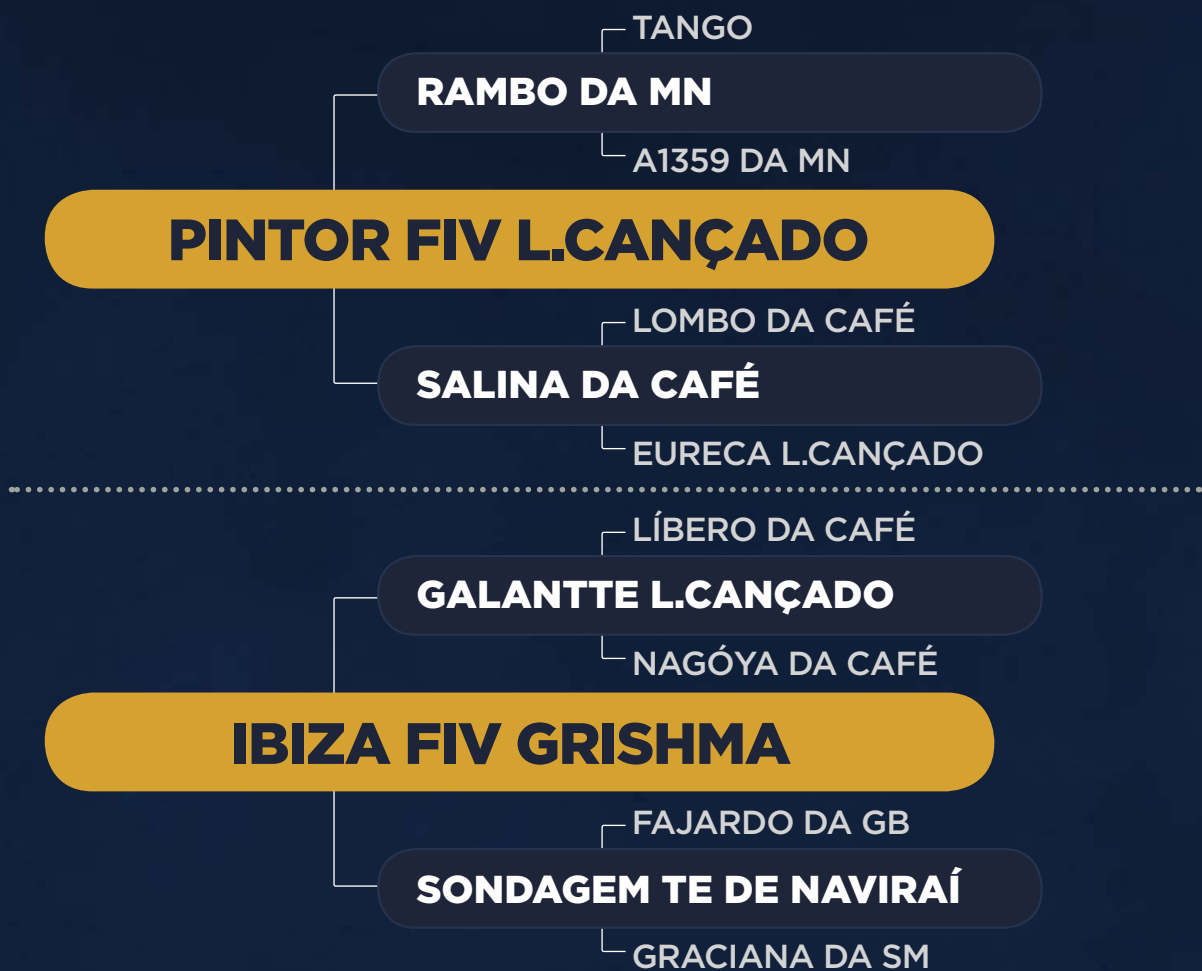 TANGO
RAMBO DA MN
A1359 DA MN
PINTOR FIV L.CANÇADO
LOMBO DA CAFÉ
SALINA DA CAFÉ
EURECA L.CANÇADO
LÍBERO DA CAFÉ
GALANTTE L.CANÇADO
NAGÓYA DA CAFÉ
IBIZA FIV GRISHMA
FAJARDO DA GB
SONDAGEM TE DE NAVIRAÍ
GRACIANA DA SM